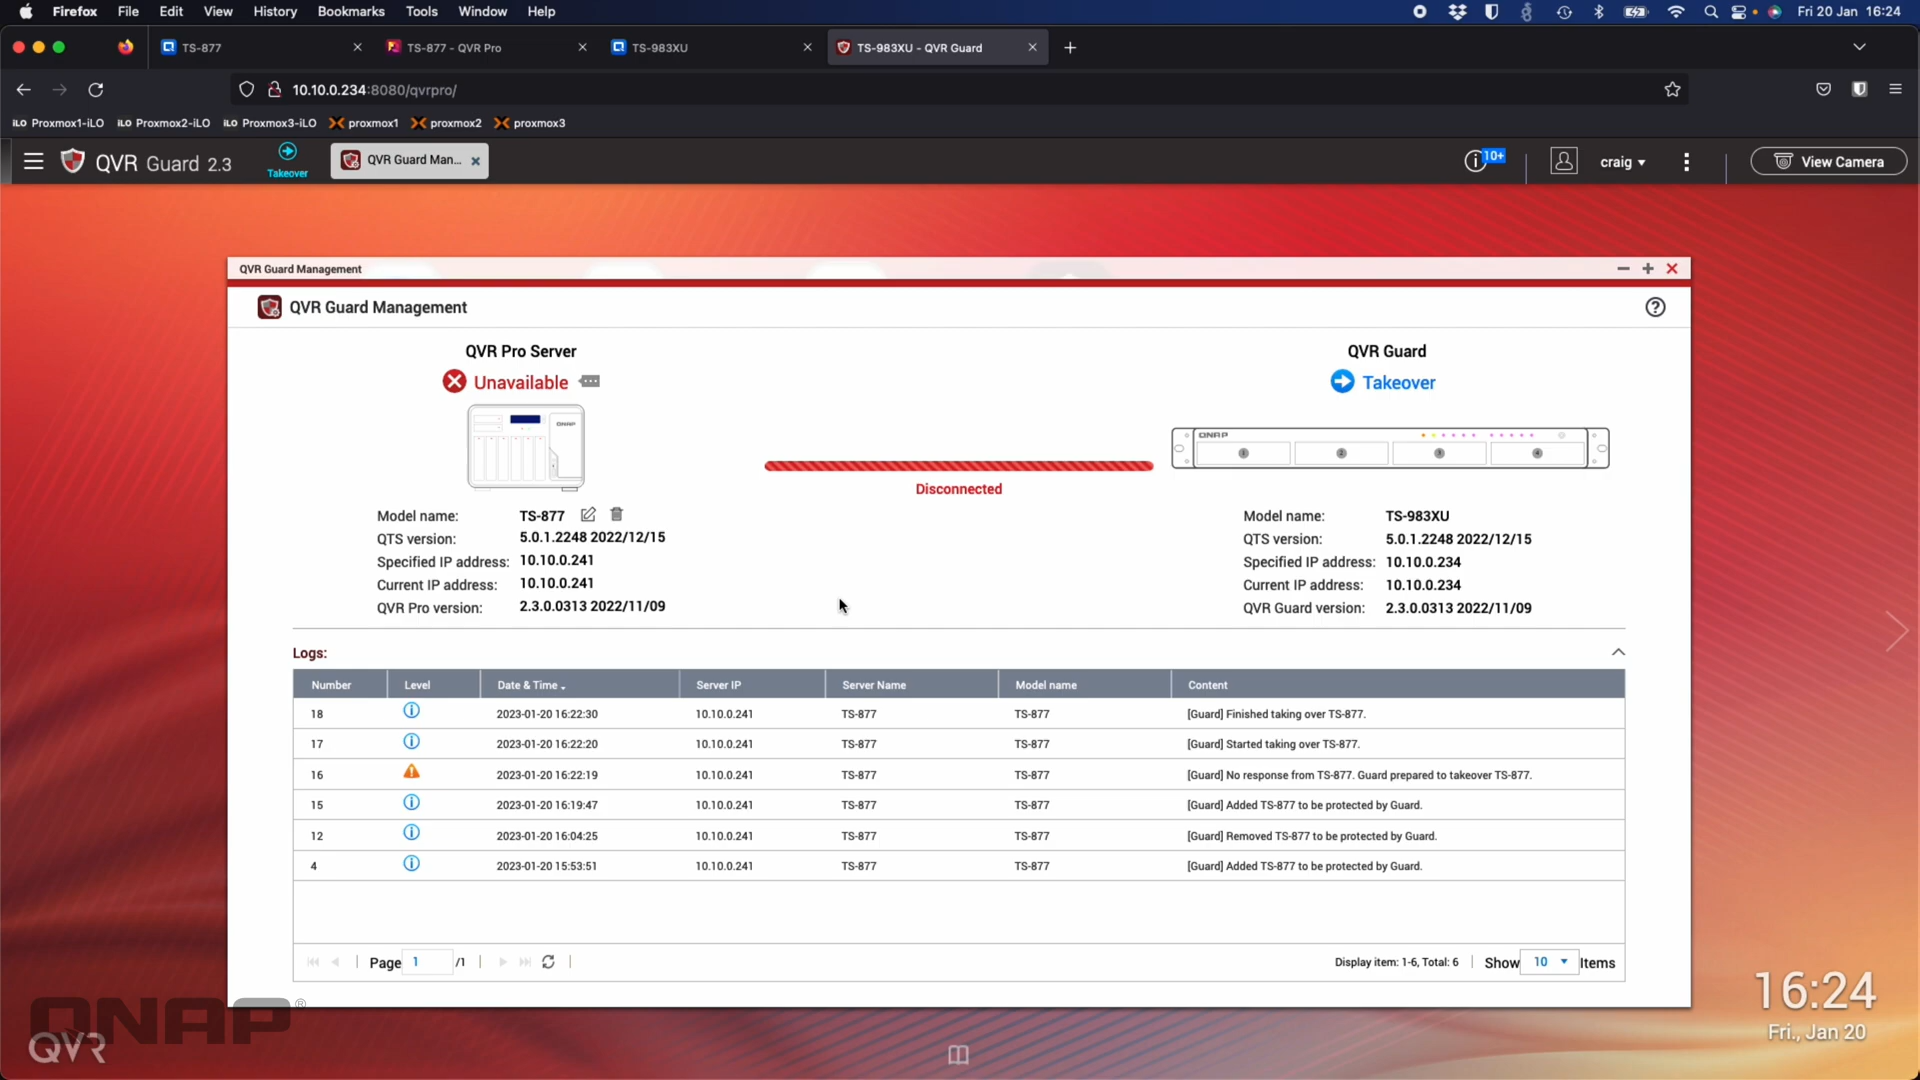 Firefox File Edit View History Bookmarks Tools Window Help
Fri 20 Jan 16:24
TS-877
TS-877 - QVR Pro
TS-983XU
TS-983XU - QVR Guard
10.10.0.234:8080/qvrpro/
iLO Proxmox1-iLO iLO Proxmox2-iLO iLO Proxmox3-iLO proxmox1 proxmox2 proxmox3
QVR Guard 2.3
Takeover
QVR Guard Man...
10+
craig
View Camera
QVR Guard Management
QVR Guard Management
QVR Pro Server
Unavailable
QNAP
Model name: TS-877
QTS version: 5.0.1.2248 2022/12/15
Specified IP address: 10.10.0.241
Current IP address: 10.10.0.241
QVR Pro version: 2.3.0.0313 2022/11/09
Disconnected
QVR Guard
Takeover
QNAP
1 2 3 4
Model name: TS-983XU
QTS version: 5.0.1.2248 2022/12/15
Specified IP address: 10.10.0.234
Current IP address: 10.10.0.234
QVR Guard version: 2.3.0.0313 2022/11/09
Logs:
Number Level Date & Time Server IP Server Name Model name Content
18 2023-01-20 16:22:30 10.10.0.241 TS-877 TS-877 [Guard] Finished taking over TS-877.
17 2023-01-20 16:22:20 10.10.0.241 TS-877 TS-877 [Guard] Started taking over TS-877.
16 2023-01-20 16:22:19 10.10.0.241 TS-877 TS-877 [Guard] No response from TS-877. Guard prepared to takeover TS-877.
15 2023-01-20 16:19:47 10.10.0.241 TS-877 TS-877 [Guard] Added TS-877 to be protected by Guard.
12 2023-01-20 16:04:25 10.10.0.241 TS-877 TS-877 [Guard] Removed TS-877 to be protected by Guard.
4 2023-01-20 15:53:51 10.10.0.241 TS-877 TS-877 [Guard] Added TS-877 to be protected by Guard.
Page 1 /1
Display item: 1-6, Total: 6 Show 10 Items
QNAP®
QVR
16:24
Fri., Jan 20